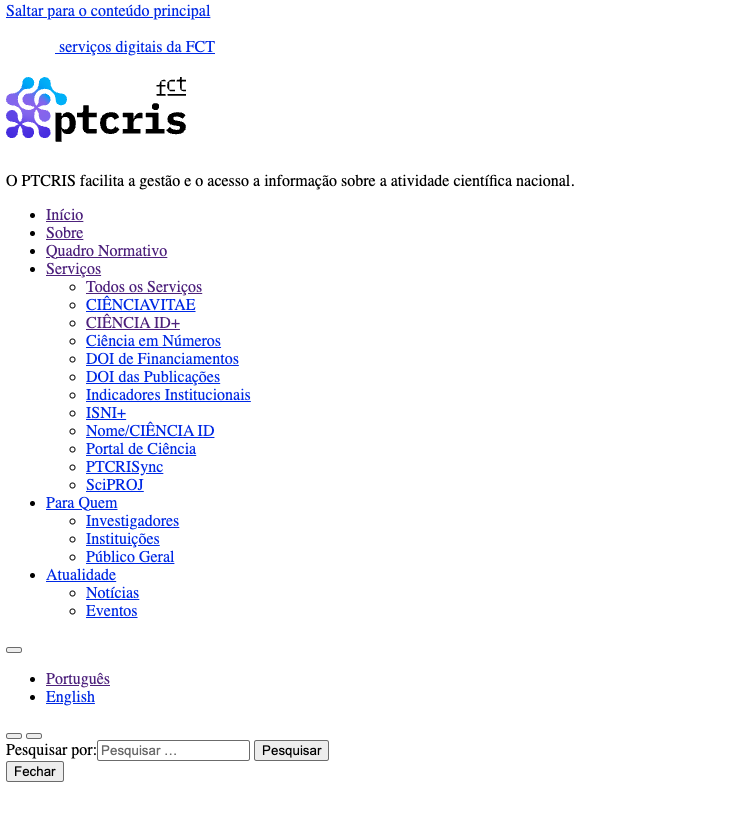 Saltar para o conteúdo principal
serviços digitais da FCT
fct
ptcris
O PTCRIS facilita a gestão e o acesso a informação sobre a atividade científica nacional.
Início
Sobre
Quadro Normativo
Serviços
Todos os Serviços
CIÊNCIAVITAE
CIÊNCIA ID+
Ciência em Números
DOI de Financiamentos
DOI das Publicações
Indicadores Institucionais
ISNI+
Nome/CIÊNCIA ID
Portal de Ciência
PTCRISync
SciPROJ
Para Quem
Investigadores
Instituições
Público Geral
Atualidade
Notícias
Eventos
Português
English
Pesquisar por: Pesquisar … Pesquisar
Fechar